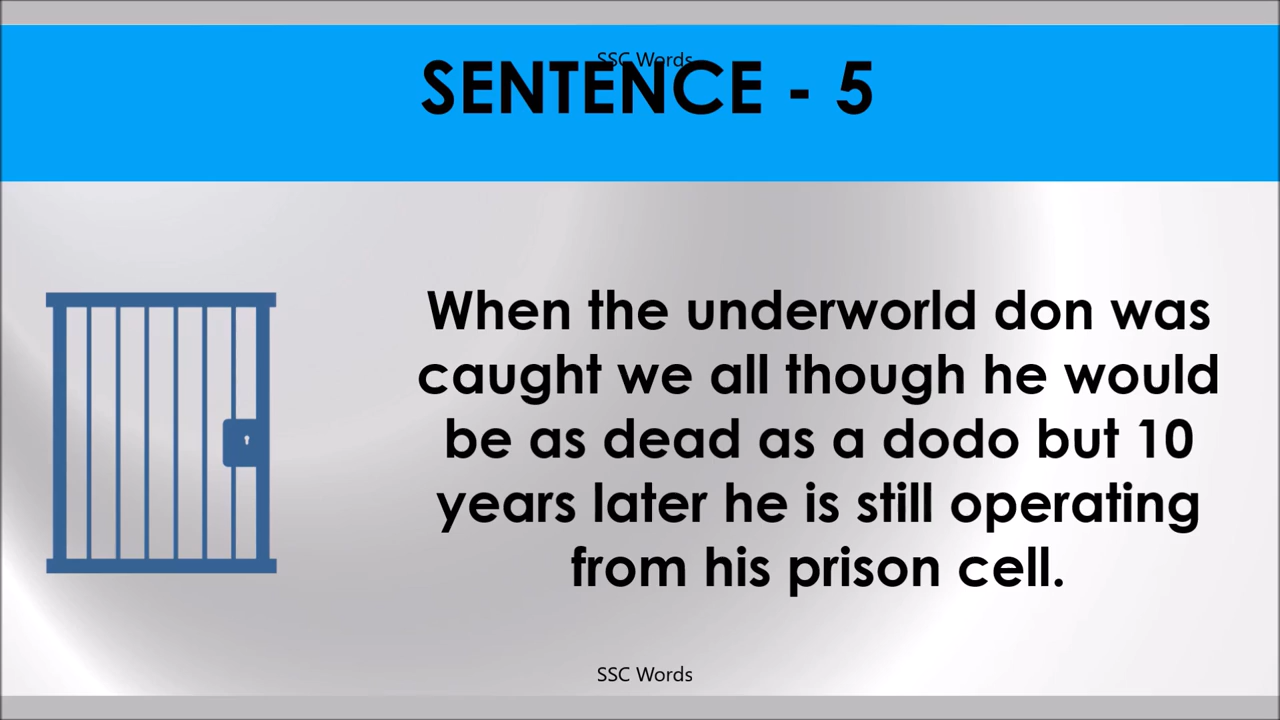 SSC Words
SENTENCE - 5
When the underworld don was
caught we all though he would
be as dead as a dodo but 10
years later he is still operating
from his prison cell.
SSC Words